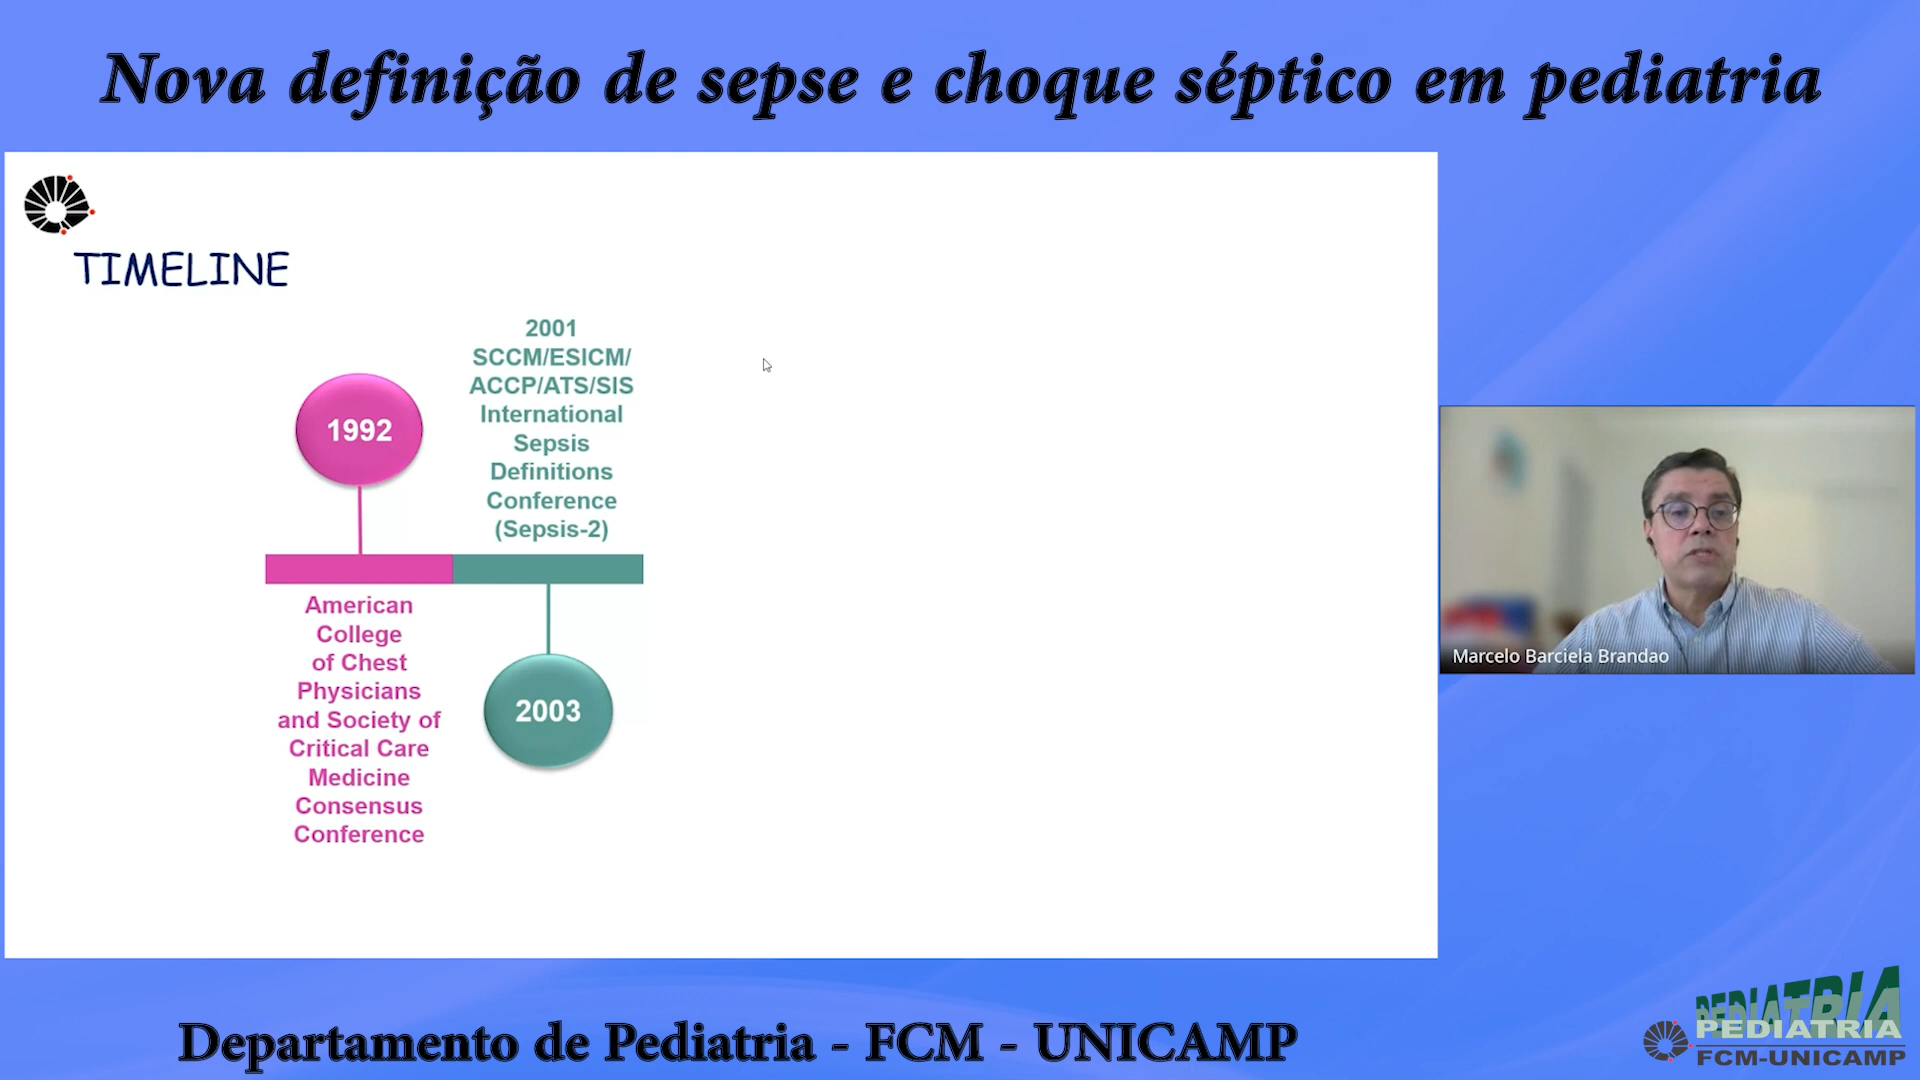 Nova definição de sepse e choque séptico em pediatria
TIMELINE
2001
SCCM/ESICM/
ACCP/ATS/SIS
International
Sepsis
Definitions
Conference
(Sepsis-2)
1992
American
College
of Chest
Physicians
and Society of
Critical Care
Medicine
Consensus
Conference
2003
Marcelo Barciela Brandao
Departamento de Pediatria - FCM - UNICAMP
PEDIATRIA
PEDIATRIA
FCM-UNICAMP